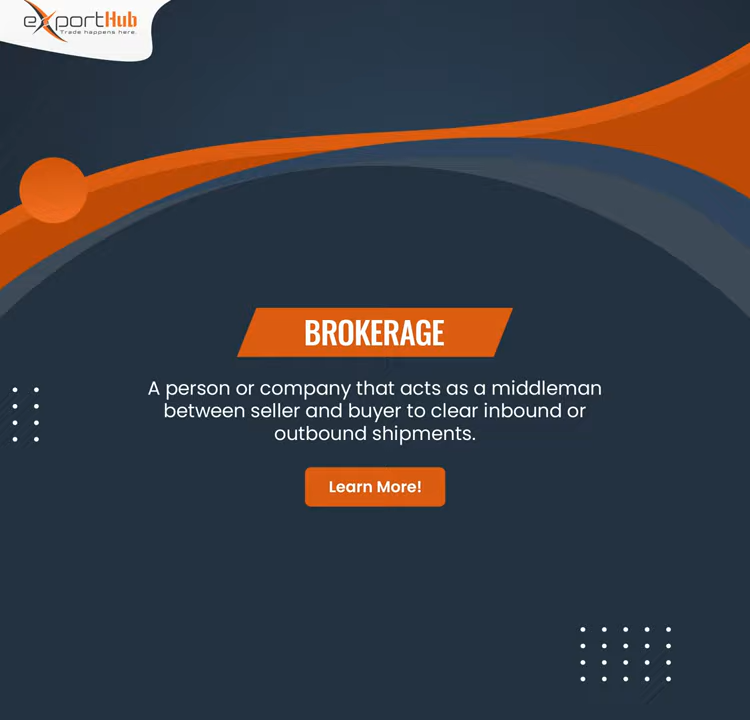 exportHub
Trade happens here.
BROKERAGE
A person or company that acts as a middleman
between seller and buyer to clear inbound or
outbound shipments.
Learn More!